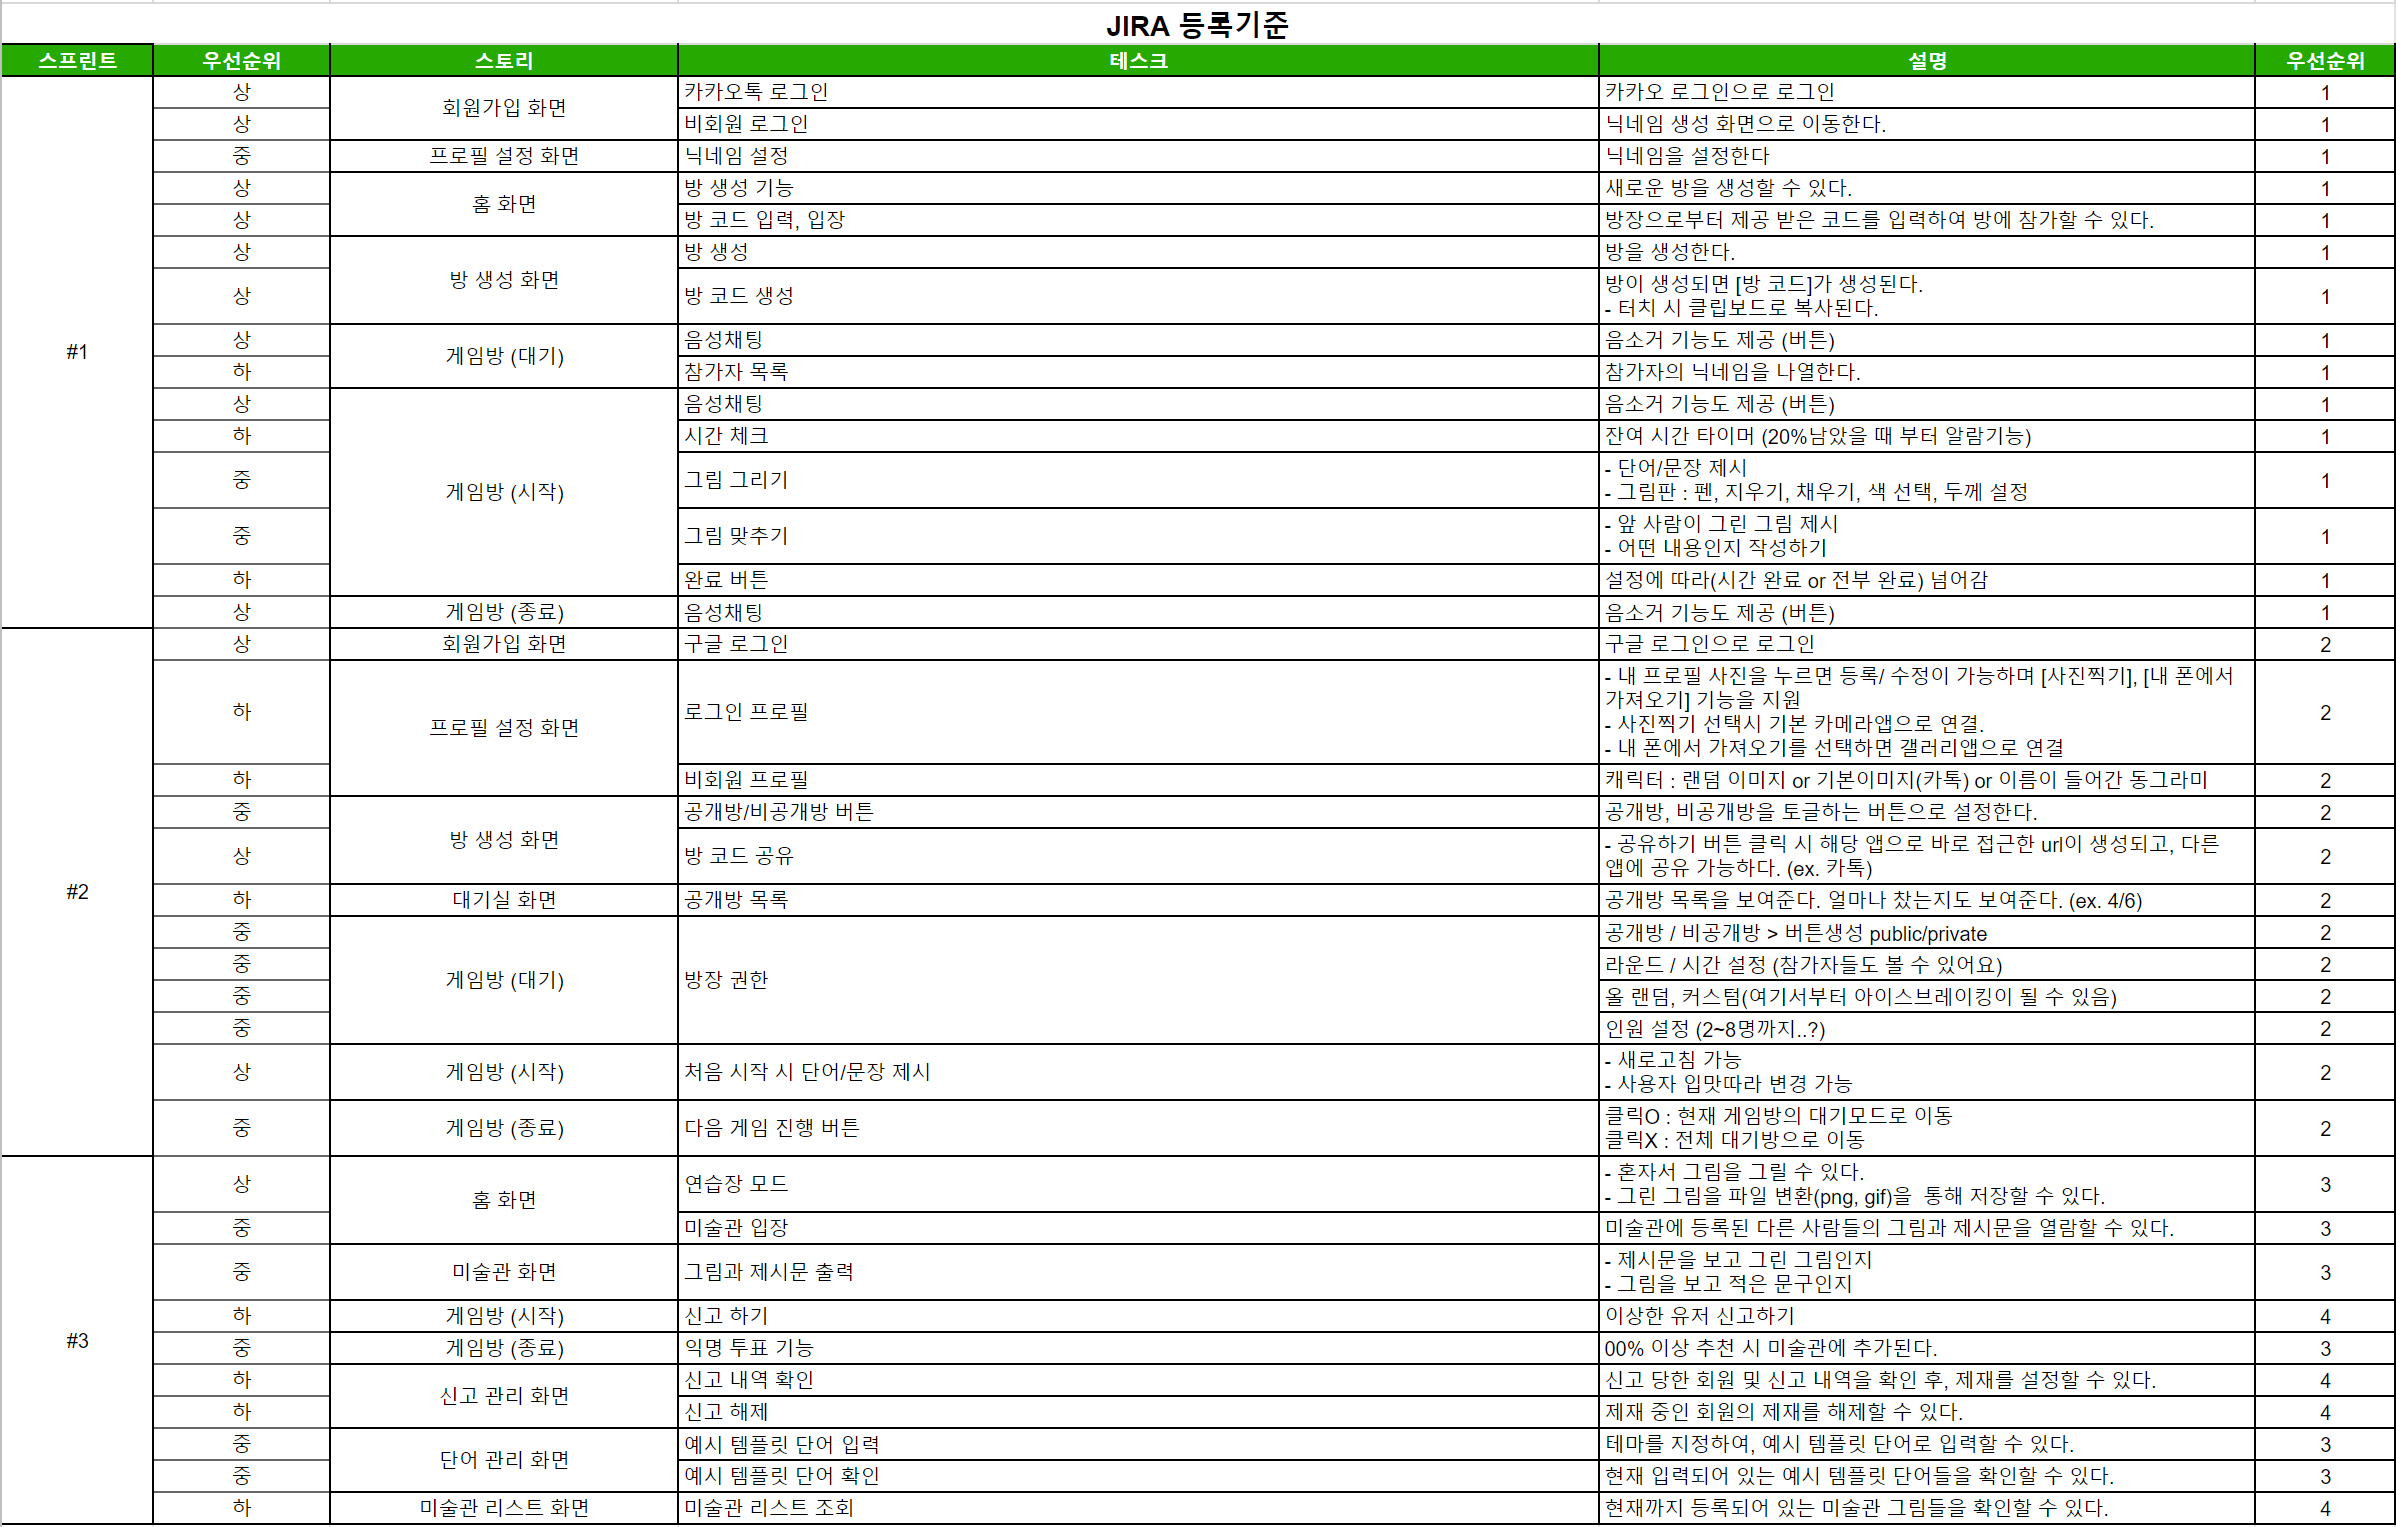 JIRA 등록기준
스프린트 우선순위 스토리 테스크 설명 우선순위
#1
상 회원가입 화면 카카오톡 로그인 카카오 로그인으로 로그인 1
상 비회원 로그인 닉네임 생성 화면으로 이동한다. 1
중 프로필 설정 화면 닉네임 설정 닉네임을 설정한다 1
상 홈 화면 방 생성 기능 새로운 방을 생성할 수 있다. 1
상 방 코드 입력, 입장 방장으로부터 제공 받은 코드를 입력하여 방에 참가할 수 있다. 1
상 방 생성 화면 방 생성 방을 생성한다. 1
상 방 코드 생성 방이 생성되면 [방 코드]가 생성된다. 1
- 터치 시 클립보드로 복사된다.
상 게임방 (대기) 음성채팅 음소거 기능도 제공 (버튼) 1
하 참가자 목록 참가자의 닉네임을 나열한다. 1
상 게임방 (시작) 음성채팅 음소거 기능도 제공 (버튼) 1
하 시간 체크 잔여 시간 타이머 (20%남았을 때 부터 알람기능) 1
중 그림 그리기 - 단어/문장 제시 1
- 그림판 : 펜, 지우기, 채우기, 색 선택, 두께 설정
중 그림 맞추기 - 앞 사람이 그린 그림 제시 1
- 어떤 내용인지 작성하기
하 완료 버튼 설정에 따라(시간 완료 or 전부 완료) 넘어감 1
상 게임방 (종료) 음성채팅 음소거 기능도 제공 (버튼) 1
#2
상 회원가입 화면 구글 로그인 구글 로그인으로 로그인 2
하 프로필 설정 화면 로그인 프로필 - 내 프로필 사진을 누르면 등록/ 수정이 가능하며 [사진찍기], [내 폰에서 2
가져오기] 기능을 지원
- 사진찍기 선택시 기본 카메라앱으로 연결.
- 내 폰에서 가져오기를 선택하면 갤러리앱으로 연결
하 비회원 프로필 캐릭터 : 랜덤 이미지 or 기본이미지(카톡) or 이름이 들어간 동그라미 2
중 방 생성 화면 공개방/비공개방 버튼 공개방, 비공개방을 토글하는 버튼으로 설정한다. 2
상 방 코드 공유 - 공유하기 버튼 클릭 시 해당 앱으로 바로 접근한 url이 생성되고, 다른 2
앱에 공유 가능하다. (ex. 카톡)
하 대기실 화면 공개방 목록 공개방 목록을 보여준다. 얼마나 찼는지도 보여준다. (ex. 4/6) 2
중 게임방 (대기) 방장 권한 공개방 / 비공개방 > 버튼생성 public/private 2
중 라운드 / 시간 설정 (참가자들도 볼 수 있어요) 2
중 올 랜덤, 커스텀(여기서부터 아이스브레이킹이 될 수 있음) 2
중 인원 설정 (2~8명까지..?) 2
상 게임방 (시작) 처음 시작 시 단어/문장 제시 - 새로고침 가능 2
- 사용자 입맛따라 변경 가능
중 게임방 (종료) 다음 게임 진행 버튼 클릭O : 현재 게임방의 대기모드로 이동 2
클릭X : 전체 대기방으로 이동
#3
상 홈 화면 연습장 모드 - 혼자서 그림을 그릴 수 있다. 3
- 그린 그림을 파일 변환(png, gif)을  통해 저장할 수 있다.
중 미술관 입장 미술관에 등록된 다른 사람들의 그림과 제시문을 열람할 수 있다. 3
중 미술관 화면 그림과 제시문 출력 - 제시문을 보고 그린 그림인지 3
- 그림을 보고 적은 문구인지
하 게임방 (시작) 신고 하기 이상한 유저 신고하기 4
중 게임방 (종료) 익명 투표 기능 00% 이상 추천 시 미술관에 추가된다. 3
하 신고 관리 화면 신고 내역 확인 신고 당한 회원 및 신고 내역을 확인 후, 제재를 설정할 수 있다. 4
하 신고 해제 제재 중인 회원의 제재를 해제할 수 있다. 4
중 단어 관리 화면 예시 템플릿 단어 입력 테마를 지정하여, 예시 템플릿 단어로 입력할 수 있다. 3
중 예시 템플릿 단어 확인 현재 입력되어 있는 예시 템플릿 단어들을 확인할 수 있다. 3
하 미술관 리스트 화면 미술관 리스트 조회 현재까지 등록되어 있는 미술관 그림들을 확인할 수 있다. 4